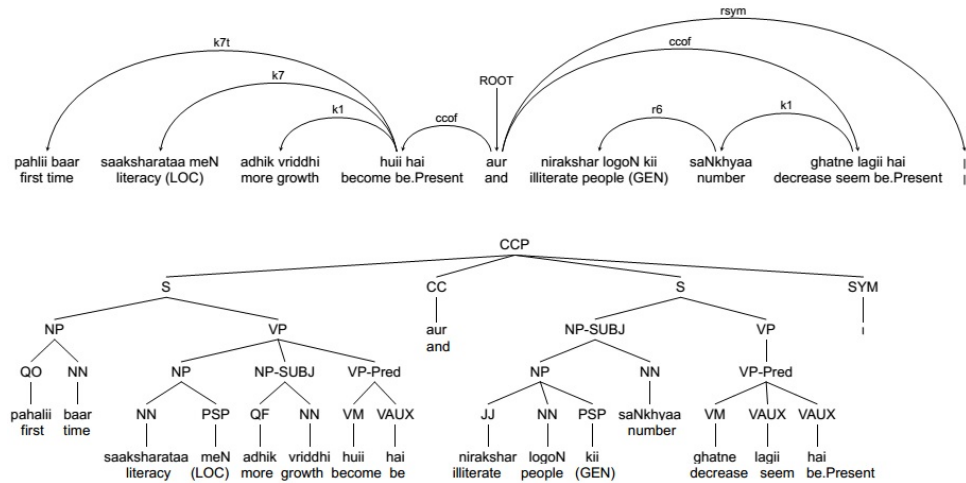 rsym
k7t
ccof
k7
ROOT
k1 ccof r6 k1
pahlii baar saaksharataa meN adhik vriddhi huii hai aur nirakshar logoN kii saNkhyaa ghatne lagii hai |
first time literacy (LOC) more growth become be.Present and illiterate people (GEN) number decrease seem be.Present |
CCP
S CC S SYM
NP VP aur NP-SUBJ VP |
and
QO NN NP NP-SUBJ VP-Pred NP NN VP-Pred
pahalii baar NN PSP QF NN VM VAUX JJ NN PSP saNkhyaa VM VAUX VAUX
first time number
saaksharataa meN adhik vriddhi huii hai nirakshar logoN kii ghatne lagii hai
literacy (LOC) more growth become be illiterate people (GEN) decrease seem be.Present